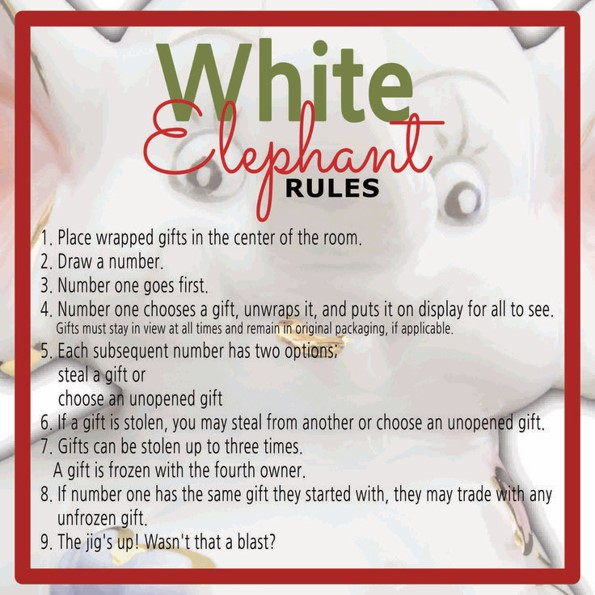 White
Elephant
RULES
1. Place wrapped gifts in the center of the room.
2. Draw a number.
3. Number one goes first.
4. Number one chooses a gift, unwraps it, and puts it on display for all to see.
Gifts must stay in view at all times and remain in original packaging, if applicable.
5. Each subsequent number has two options;
steal a gift or
choose an unopened gift
6. If a gift is stolen, you may steal from another or choose an unopened gift.
7. Gifts can be stolen up to three times.
A gift is frozen with the fourth owner.
8. If number one has the same gift they started with, they may trade with any
unfrozen gift.
9. The jig's up! Wasn't that a blast?